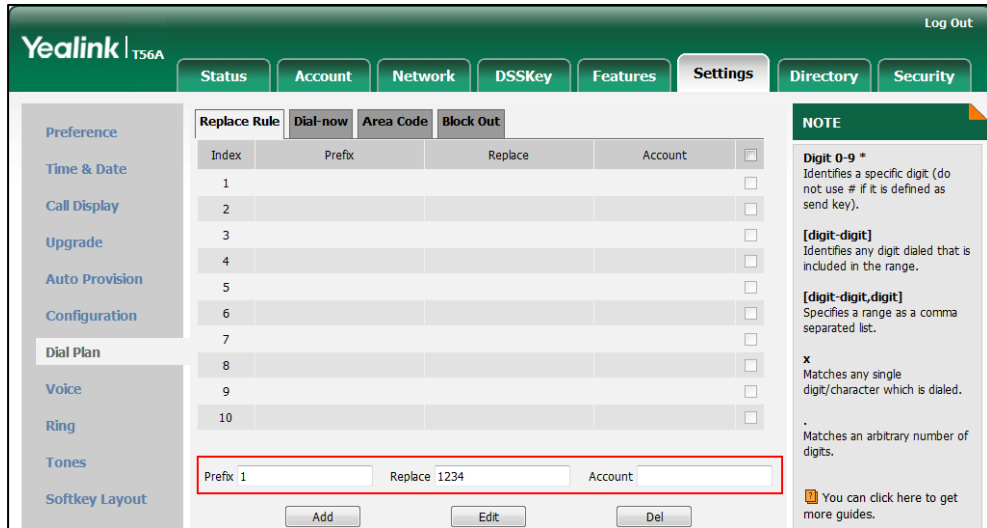 Log Out
Yealink | T56A
Status Account Network DSSKey Features Settings Directory Security
Preference
Time & Date
Call Display
Upgrade
Auto Provision
Configuration
Dial Plan
Voice
Ring
Tones
Softkey Layout
Replace Rule Dial-now Area Code Block Out
Index Prefix Replace Account
1
2
3
4
5
6
7
8
9
10
Prefix 1 Replace 1234 Account
Add Edit Del
NOTE
Digit 0-9 *
Identifies a specific digit (do
not use # if it is defined as
send key).
[digit-digit]
Identifies any digit dialed that is
included in the range.
[digit-digit,digit]
Specifies a range as a comma
separated list.
x
Matches any single
digit/character which is dialed.
.
Matches an arbitrary number of
digits.
? You can click here to get
more guides.